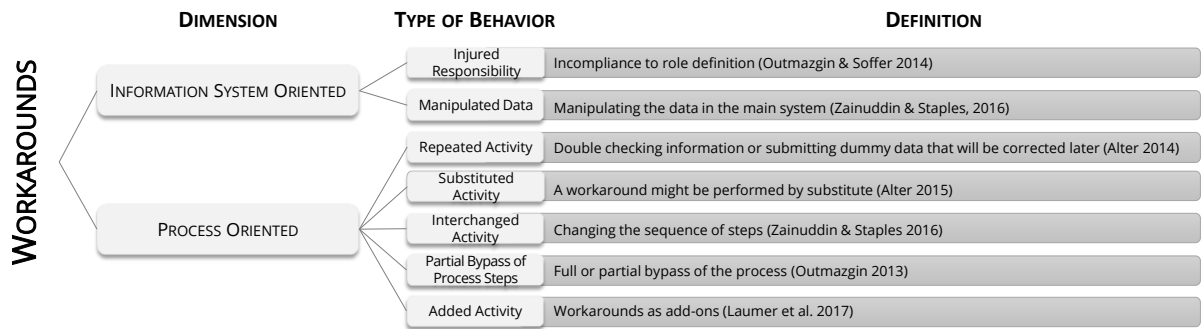 DIMENSION
TYPE OF BEHAVIOR
DEFINITION
WORKAROUNDS
INFORMATION SYSTEM ORIENTED
Injured
Responsibility
Incompliance to role definition (Outmazgin & Soffer 2014)
Manipulated Data
Manipulating the data in the main system (Zainuddin & Staples, 2016)
PROCESS ORIENTED
Repeated Activity
Double checking information or submitting dummy data that will be corrected later (Alter 2014)
Substituted
Activity
A workaround might be performed by substitute (Alter 2015)
Interchanged
Activity
Changing the sequence of steps (Zainuddin & Staples 2016)
Partial Bypass of
Process Steps
Full or partial bypass of the process (Outmazgin 2013)
Added Activity
Workarounds as add-ons (Laumer et al. 2017)